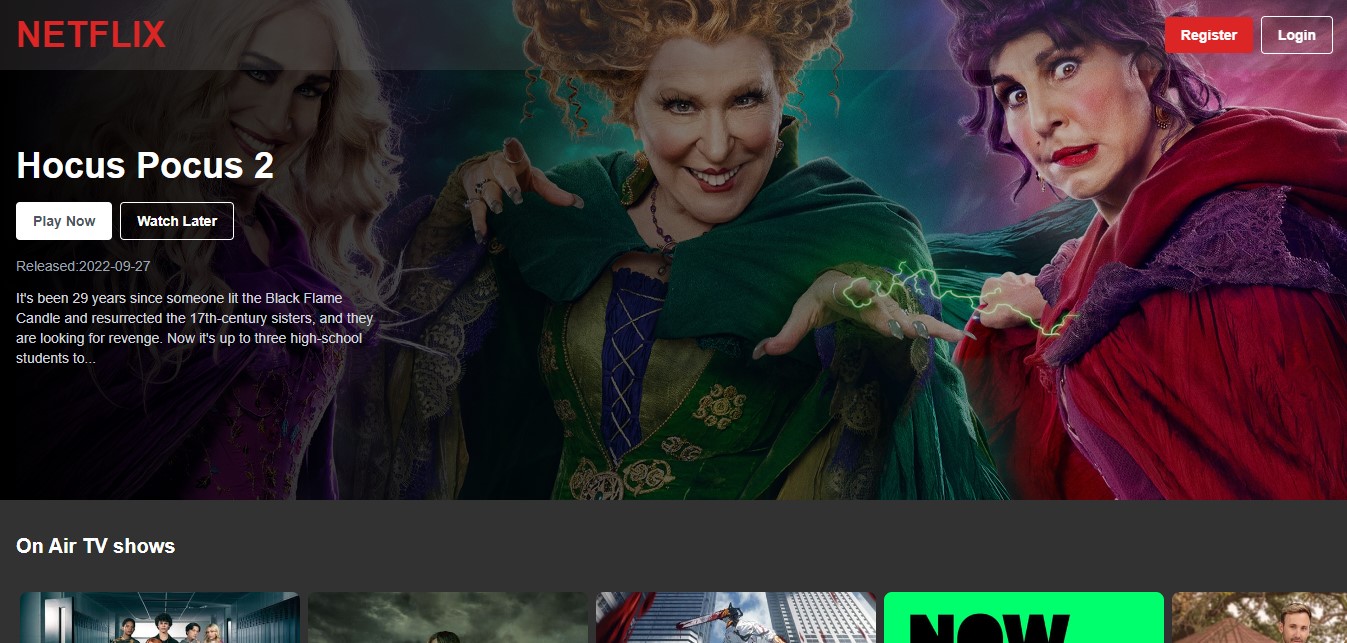 NETFLIX
Register
Login
Hocus Pocus 2
Play Now
Watch Later
Released:2022-09-27
It's been 29 years since someone lit the Black Flame
Candle and resurrected the 17th-century sisters, and they
are looking for revenge. Now it's up to three high-school
students to...
On Air TV shows
NOW